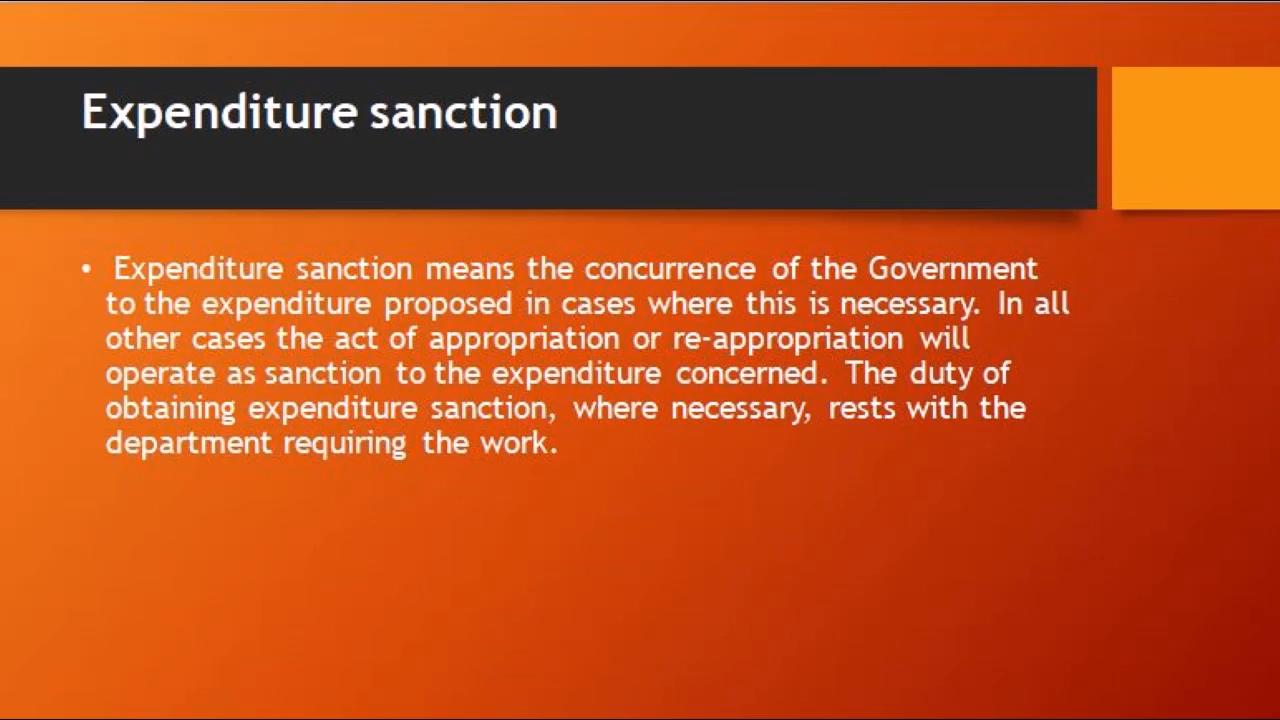 Expenditure sanction
• Expenditure sanction means the concurrence of the Government
to the expenditure proposed in cases where this is necessary. In all
other cases the act of appropriation or re-appropriation will
operate as sanction to the expenditure concerned. The duty of
obtaining expenditure sanction, where necessary, rests with the
department requiring the work.